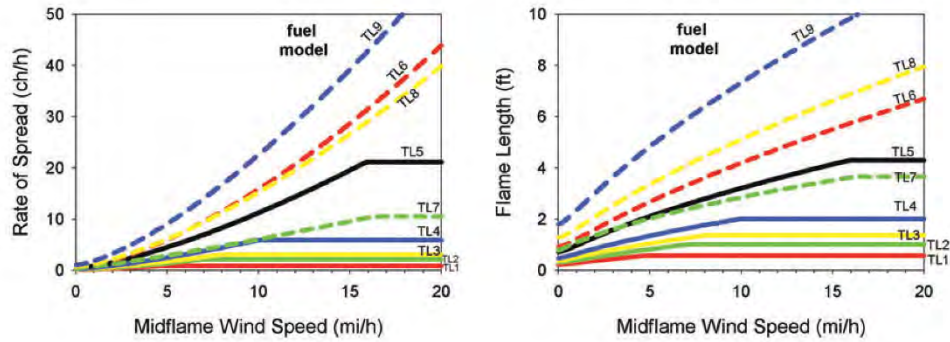 50
40
30
20
10
0
Rate of Spread (ch/h)
fuel
model
TL9
TL6
TL8
TL5
TL7
TL4
TL3
TL2
TL1
0 5 10 15 20
Midflame Wind Speed (mi/h)
10
8
6
4
2
0
Flame Length (ft)
fuel
model
TL9
TL8
TL6
TL5
TL7
TL4
TL3
TL2
TL1
0 5 10 15 20
Midflame Wind Speed (mi/h)